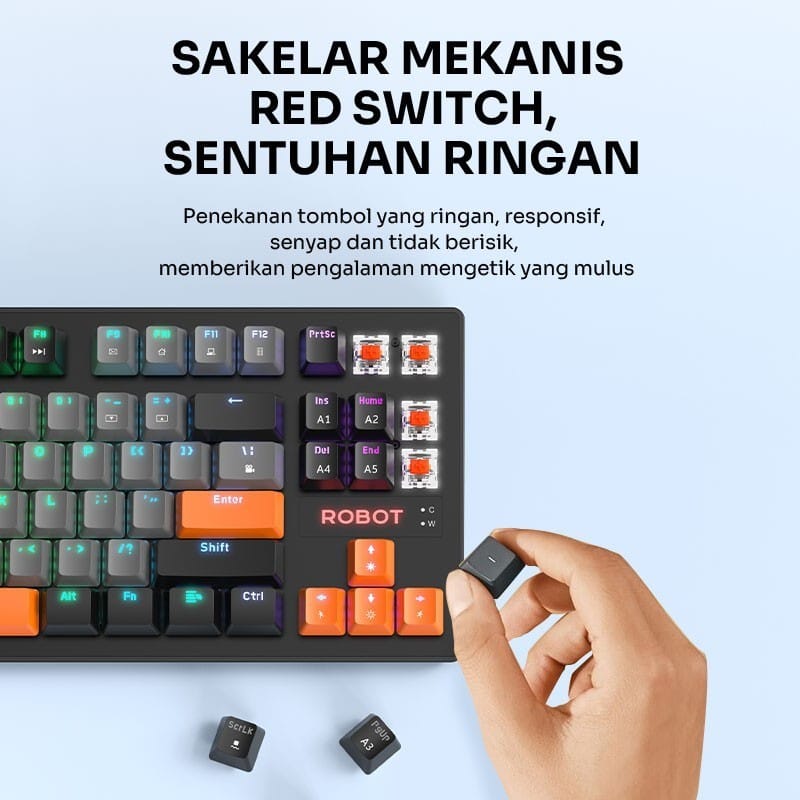 SAKELAR MEKANIS
RED SWITCH,
SENTUHAN RINGAN
Penekanan tombol yang ringan, responsif,
senyap dan tidak berisik,
memberikan pengalaman mengetik yang mulus
F8 F9 F10 F11 F12 PrtSc
Ins Home
A1 A2
O P [{ ]} \¦
Del End
A4 A5
L ;: '"
Enter
ROBOT
C
W
.< .> /?
Shift
Alt Fn Ctrl
ScrLK
PgUp
A3